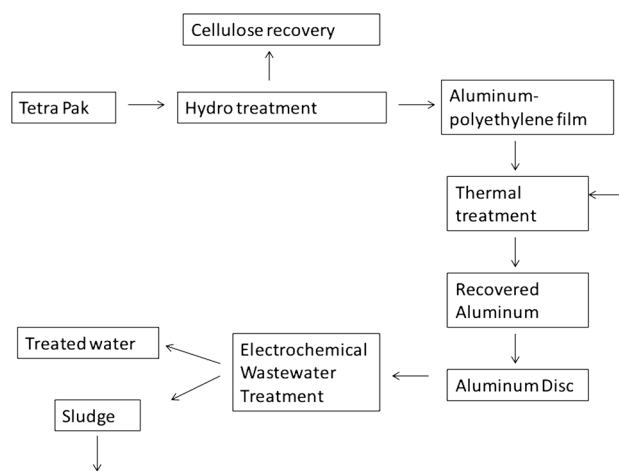 Cellulose recovery
Tetra Pak
Hydro treatment
Aluminum-
polyethylene film
Thermal
treatment
Recovered
Aluminum
Treated water
Electrochemical
Wastewater
Treatment
Aluminum Disc
Sludge